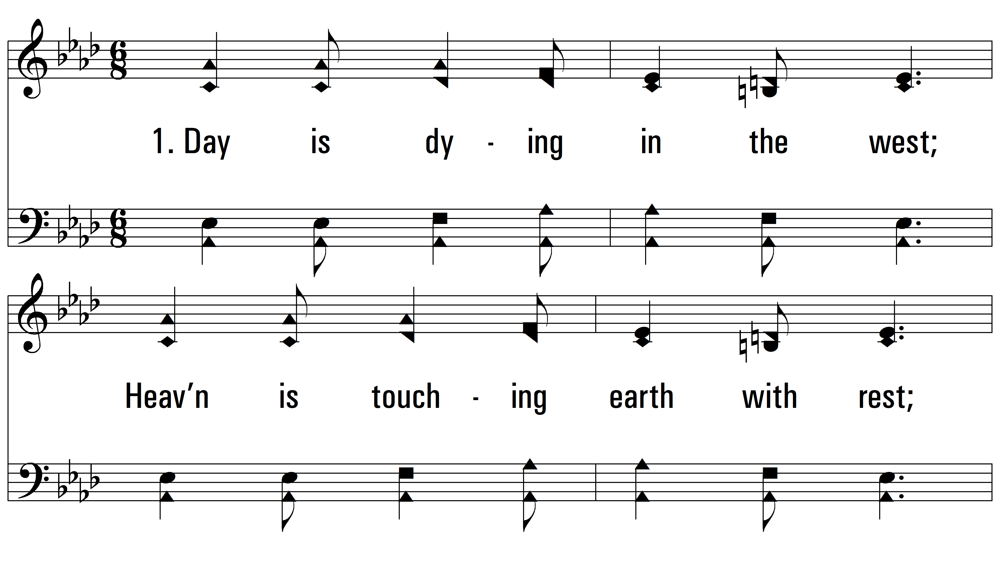 1. Day is dy - ing in the west;
Heav’n is touch - ing earth with rest;